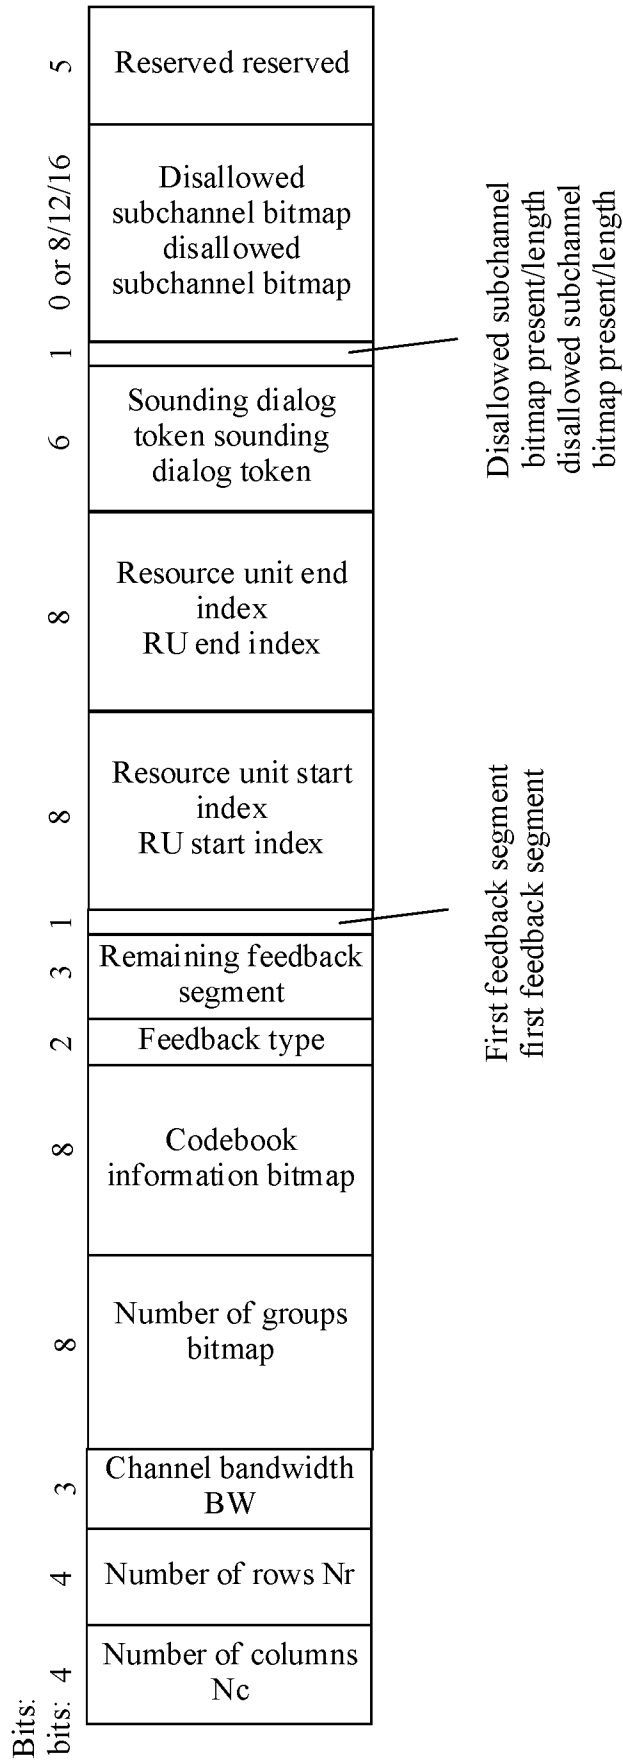 5
Reserved reserved
0 or 8/12/16
Disallowed
subchannel bitmap
disallowed
subchannel bitmap
1
Disallowed subchannel
bitmap present/length
disallowed subchannel
bitmap present/length
6
Sounding dialog
token sounding
dialog token
8
Resource unit end
index
RU end index
8
Resource unit start
index
RU start index
1
First feedback segment
first feedback segment
3
Remaining feedback
segment
2
Feedback type
8
Codebook
information bitmap
8
Number of groups
bitmap
3
Channel bandwidth
BW
4
Number of rows Nr
4
Number of columns
Nc
Bits:
bits: